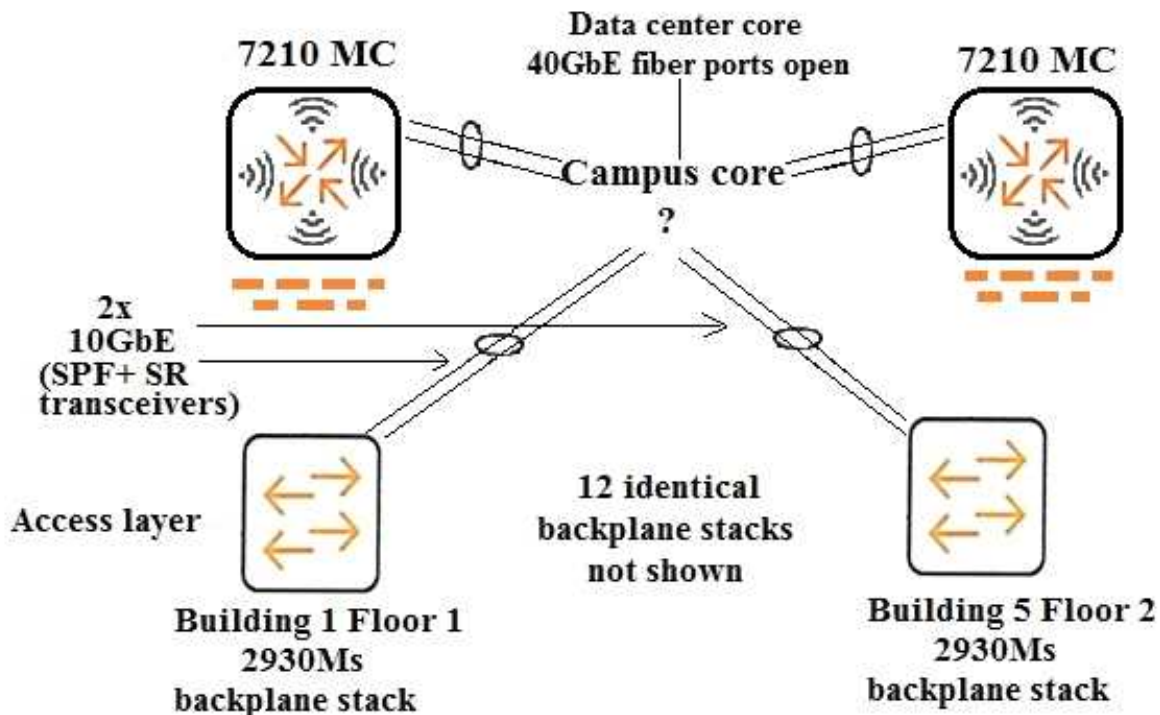 Data center core
40GbE fiber ports open
7210 MC
7210 MC
Campus core
?
2x
10GbE
(SPF+ SR
transceivers)
Access layer
12 identical
backplane stacks
not shown
Building 1 Floor 1
2930Ms
backplane stack
Building 5 Floor 2
2930Ms
backplane stack